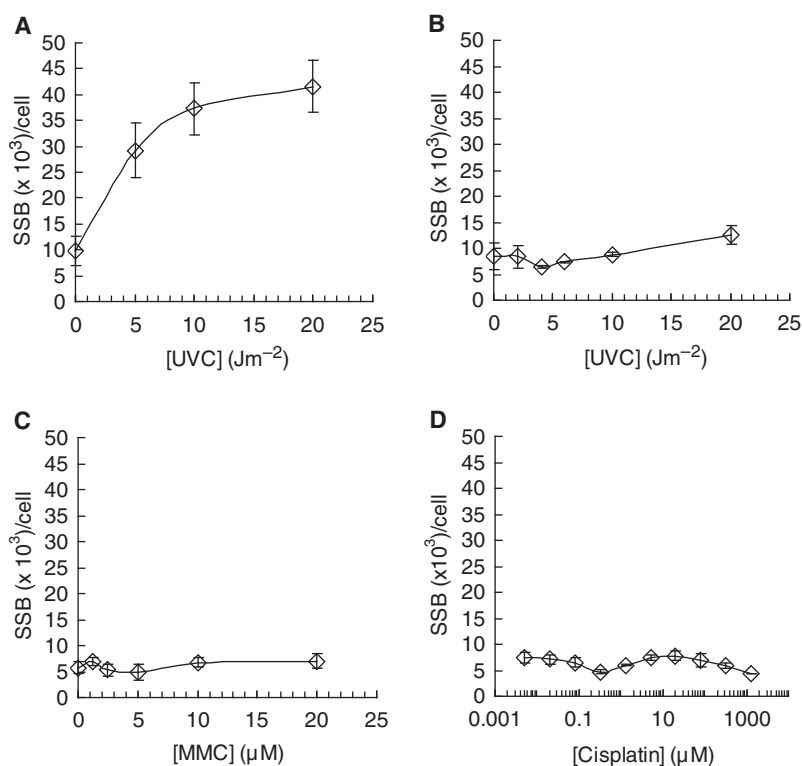 A
50
45
40
35
30
25
20
15
10
5
0
SSB (x 10³)/cell
0 5 10 15 20 25
[UVC] (Jm⁻²)
B
50
45
40
35
30
25
20
15
10
5
0
SSB (x 10³)/cell
0 5 10 15 20 25
[UVC] (Jm⁻²)
C
50
45
40
35
30
25
20
15
10
5
0
SSB (x 10³)/cell
0 5 10 15 20 25
[MMC] (µM)
D
50
45
40
35
30
25
20
15
10
5
0
SSB (x10³)/cell
0.001 0.1 10 1000
[Cisplatin] (µM)